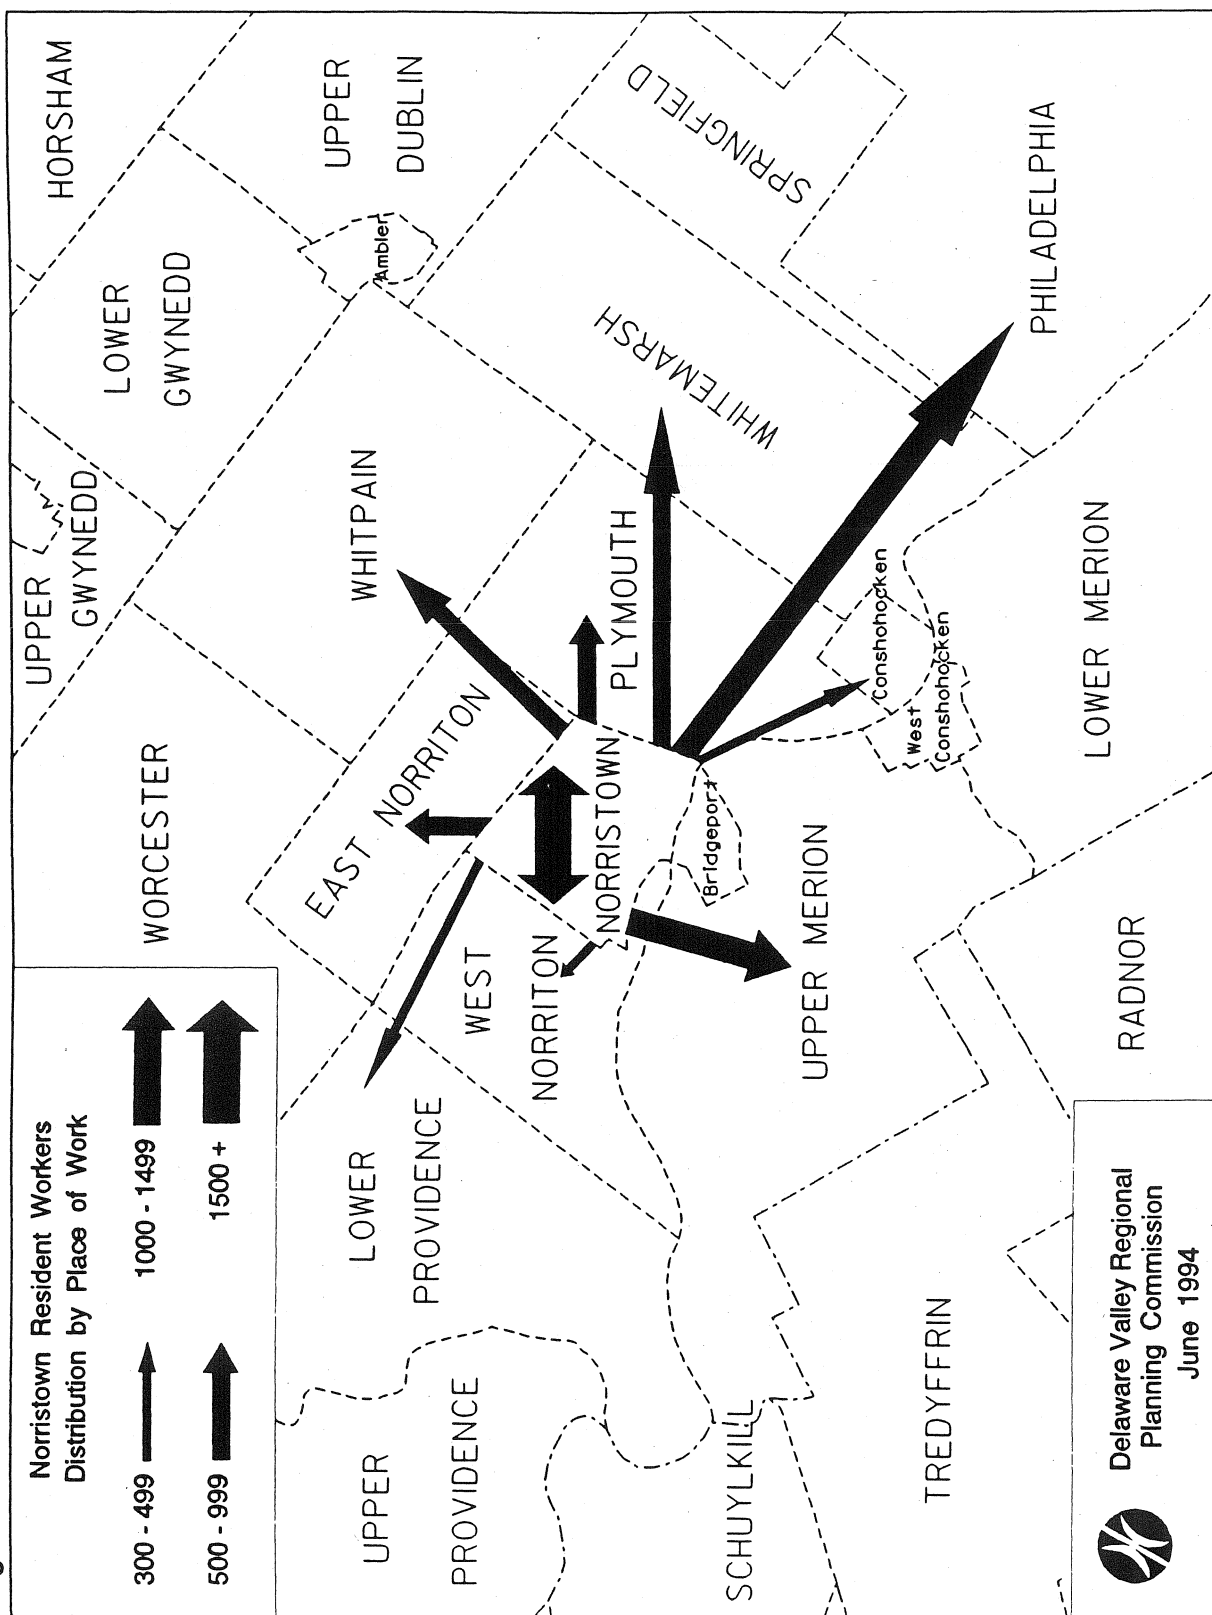 Norristown Resident Workers
Distribution by Place of Work
300 - 499
1000 - 1499
500 - 999
1500 +
UPPER
GWYNEDD
LOWER
GWYNEDD
HORSHAM
WORCESTER
WHITPAIN
Ambler
UPPER
DUBLIN
EAST NORRITON
PLYMOUTH
WHITEMARSH
SPRINGFIELD
LOWER
PROVIDENCE
WEST
NORRITON
NORRISTOWN
Bridgeport
Conshohocken
West
Conshohocken
PHILADELPHIA
UPPER
PROVIDENCE
UPPER MERION
LOWER MERION
SCHUYLKILL
TREDYFFRIN
RADNOR
Delaware Valley Regional
Planning Commission
June 1994